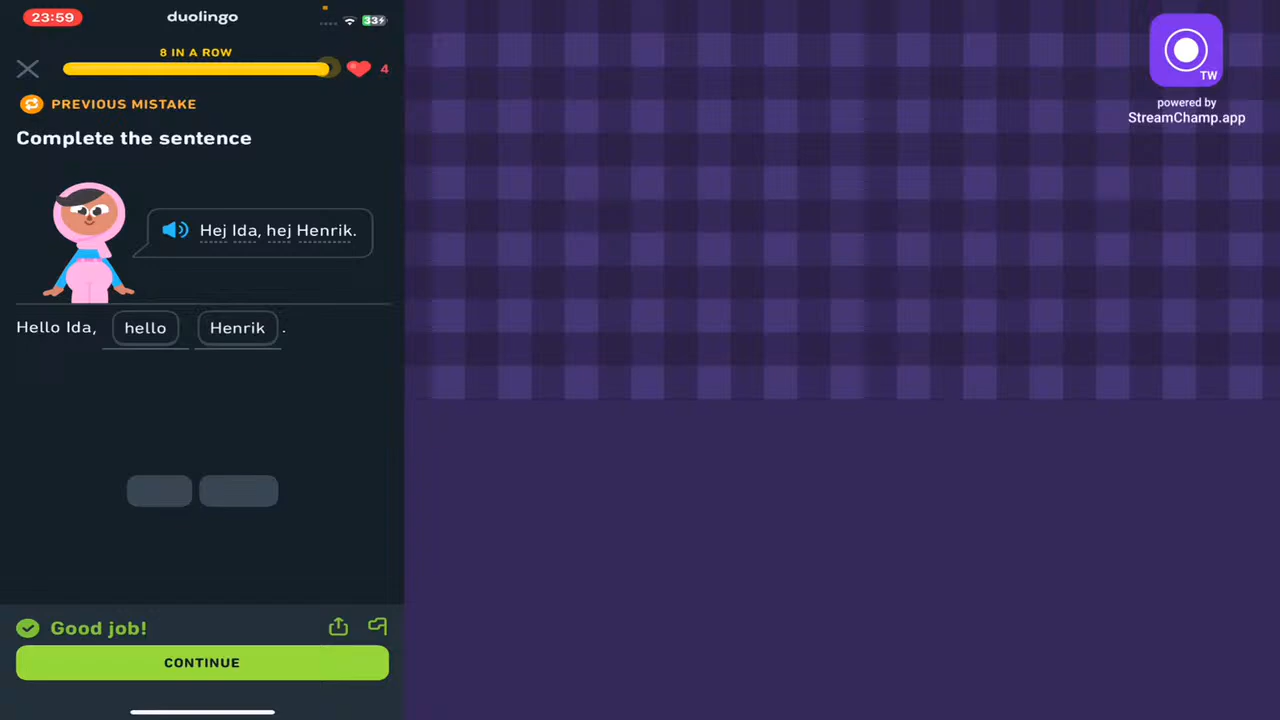 23:59
duolingo
33
8 IN A ROW
4
PREVIOUS MISTAKE
Complete the sentence
Hej Ida, hej Henrik.
Hello Ida, hello Henrik .
Good job!
CONTINUE
TW
powered by
StreamChamp.app